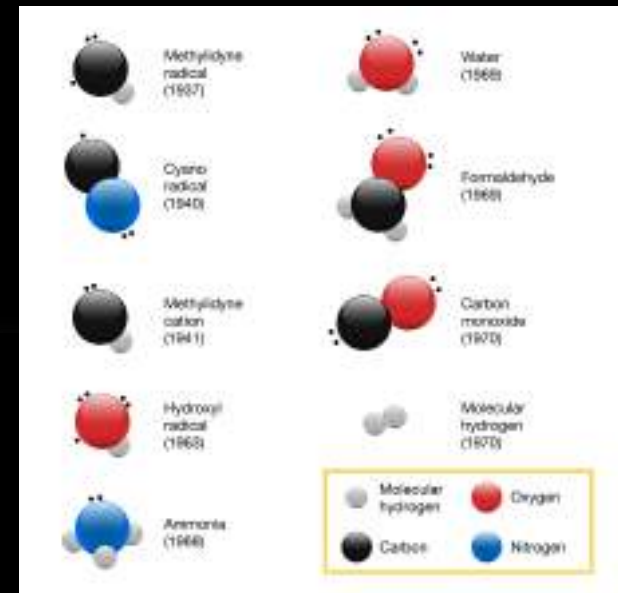 Methylidyne
radical
(1937)
Cyano
radical
(1940)
Methylidyne
cation
(1941)
Hydroxyl
radical
(1963)
Ammonia
(1968)
Water
(1969)
Formaldehyde
(1969)
Carbon
monoxide
(1970)
Molecular
hydrogen
(1970)
Molecular
hydrogen
Oxygen
Carbon
Nitrogen